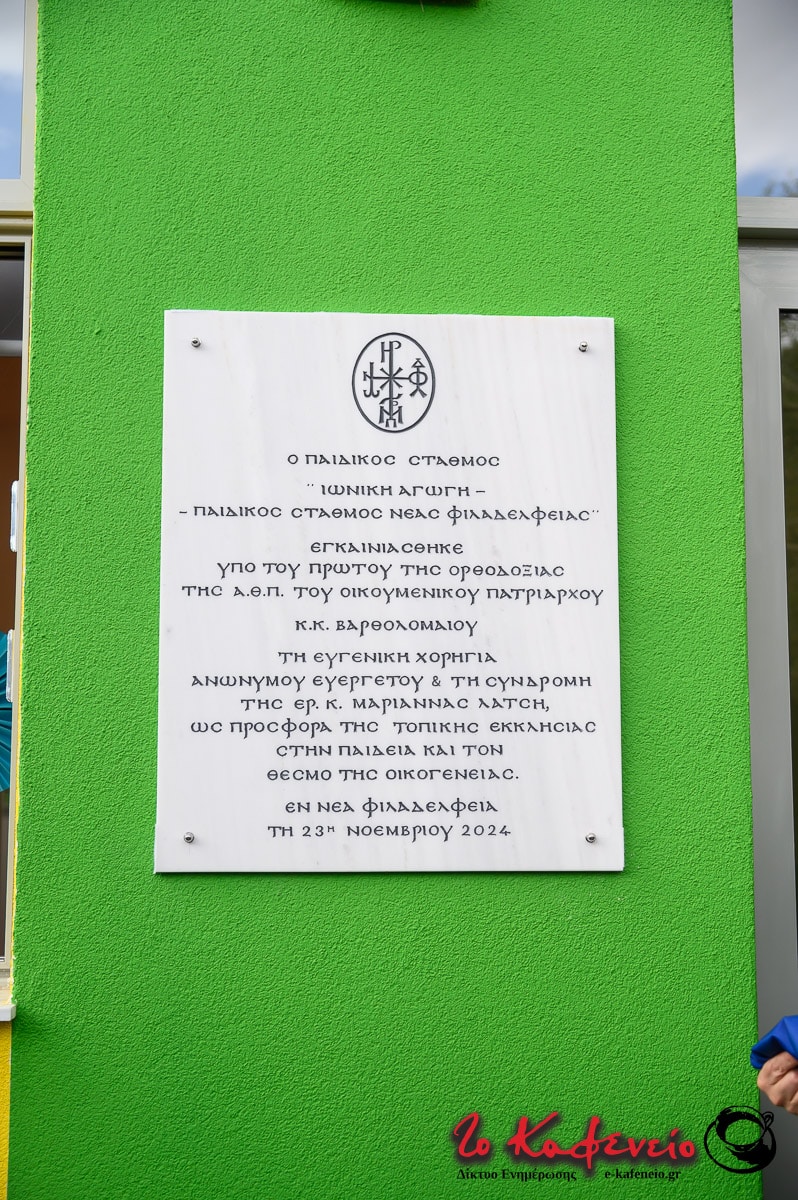 Ο ΠΑΙΔΙΚΟΣ ΣΤΑΘΜΟΣ
¨ ΙΩΝΙΚΗ ΑΓΩΓΗ –
– ΠΑΙΔΙΚΟΣ ΣΤΑΘΜΟΣ ΝΕΑΣ ΦΙΛΑΔΕΛΦΕΙΑΣ¨
ΕΓΚΑΙΝΙΑΣΘΗΚΕ
ΥΠΟ ΤΟΥ ΠΡΩΤΟΥ ΤΗΣ ΟΡΘΟΔΟΞΙΑΣ
ΤΗΣ Α.Θ.Π. ΤΟΥ ΟΙΚΟΥΜΕΝΙΚΟΥ ΠΑΤΡΙΑΡΧΟΥ
Κ.Κ. ΒΑΡΘΟΛΟΜΑΙΟΥ
ΤΗ ΕΥΓΕΝΙΚΗ ΧΟΡΗΓΙΑ
ΑΝΩΝΥΜΟΥ ΕΥΕΡΓΕΤΟΥ & ΤΗ ΣΥΝΔΡΟΜΗ
ΤΗΣ ΕΡ. Κ. ΜΑΡΙΑΝΝΑΣ ΛΑΤΣΗ,
ΩΣ ΠΡΟΣΦΟΡΑ ΤΗΣ ΤΟΠΙΚΗΣ ΕΚΚΛΗΣΙΑΣ
ΣΤΗΝ ΠΑΙΔΕΙΑ ΚΑΙ ΤΟΝ
ΘΕΣΜΟ ΤΗΣ ΟΙΚΟΓΕΝΕΙΑΣ.
ΕΝ ΝΕΑ ΦΙΛΑΔΕΛΦΕΙΑ
ΤΗ 23Η ΝΟΕΜΒΡΙΟΥ 2024
Το Καφενείο
Δίκτυο Ενημέρωσης e-kafeneio.gr